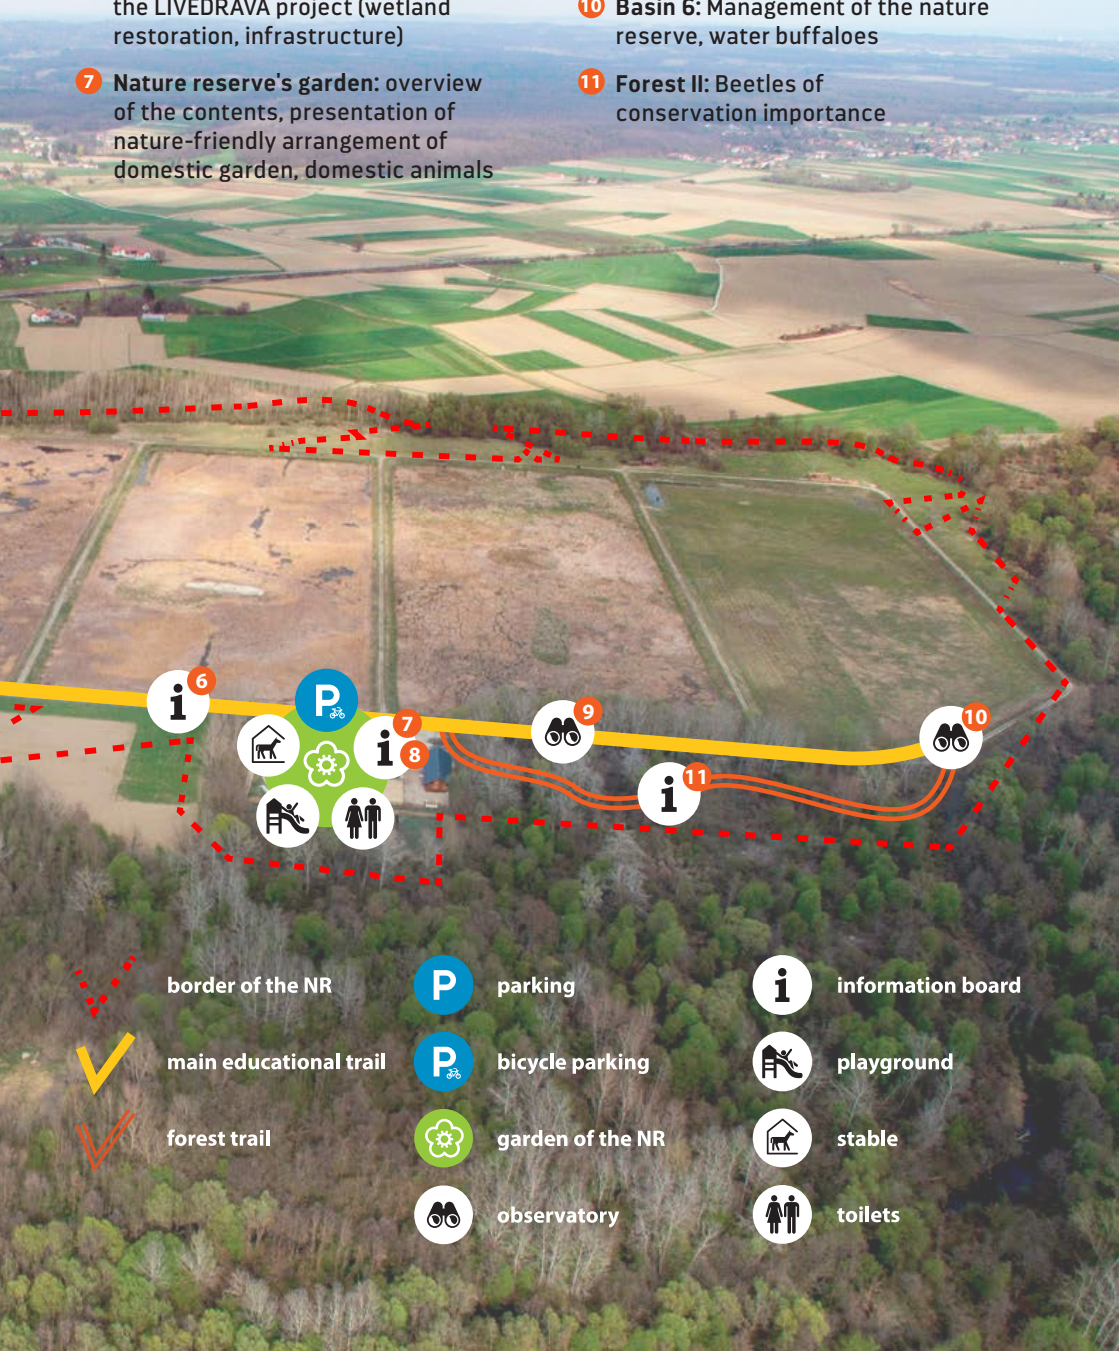 the LIVEDRAVA project (wetland
restoration, infrastructure)
7 Nature reserve's garden: overview
of the contents, presentation of
nature-friendly arrangement of
domestic garden, domestic animals
10 Basin 6: Management of the nature
reserve, water buffaloes
11 Forest II: Beetles of
conservation importance
i 6
P
i 7
8
9
10
i 11
border of the NR
main educational trail
forest trail
P parking
P bicycle parking
garden of the NR
observatory
i information board
playground
stable
toilets